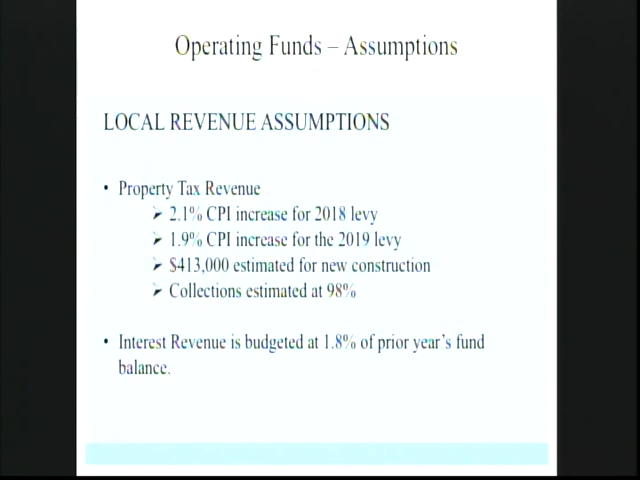 Operating Funds – Assumptions
LOCAL REVENUE ASSUMPTIONS
• Property Tax Revenue
➢ 2.1% CPI increase for 2018 levy
➢ 1.9% CPI increase for the 2019 levy
➢ $413,000 estimated for new construction
➢ Collections estimated at 98%
• Interest Revenue is budgeted at 1.8% of prior year's fund
balance.